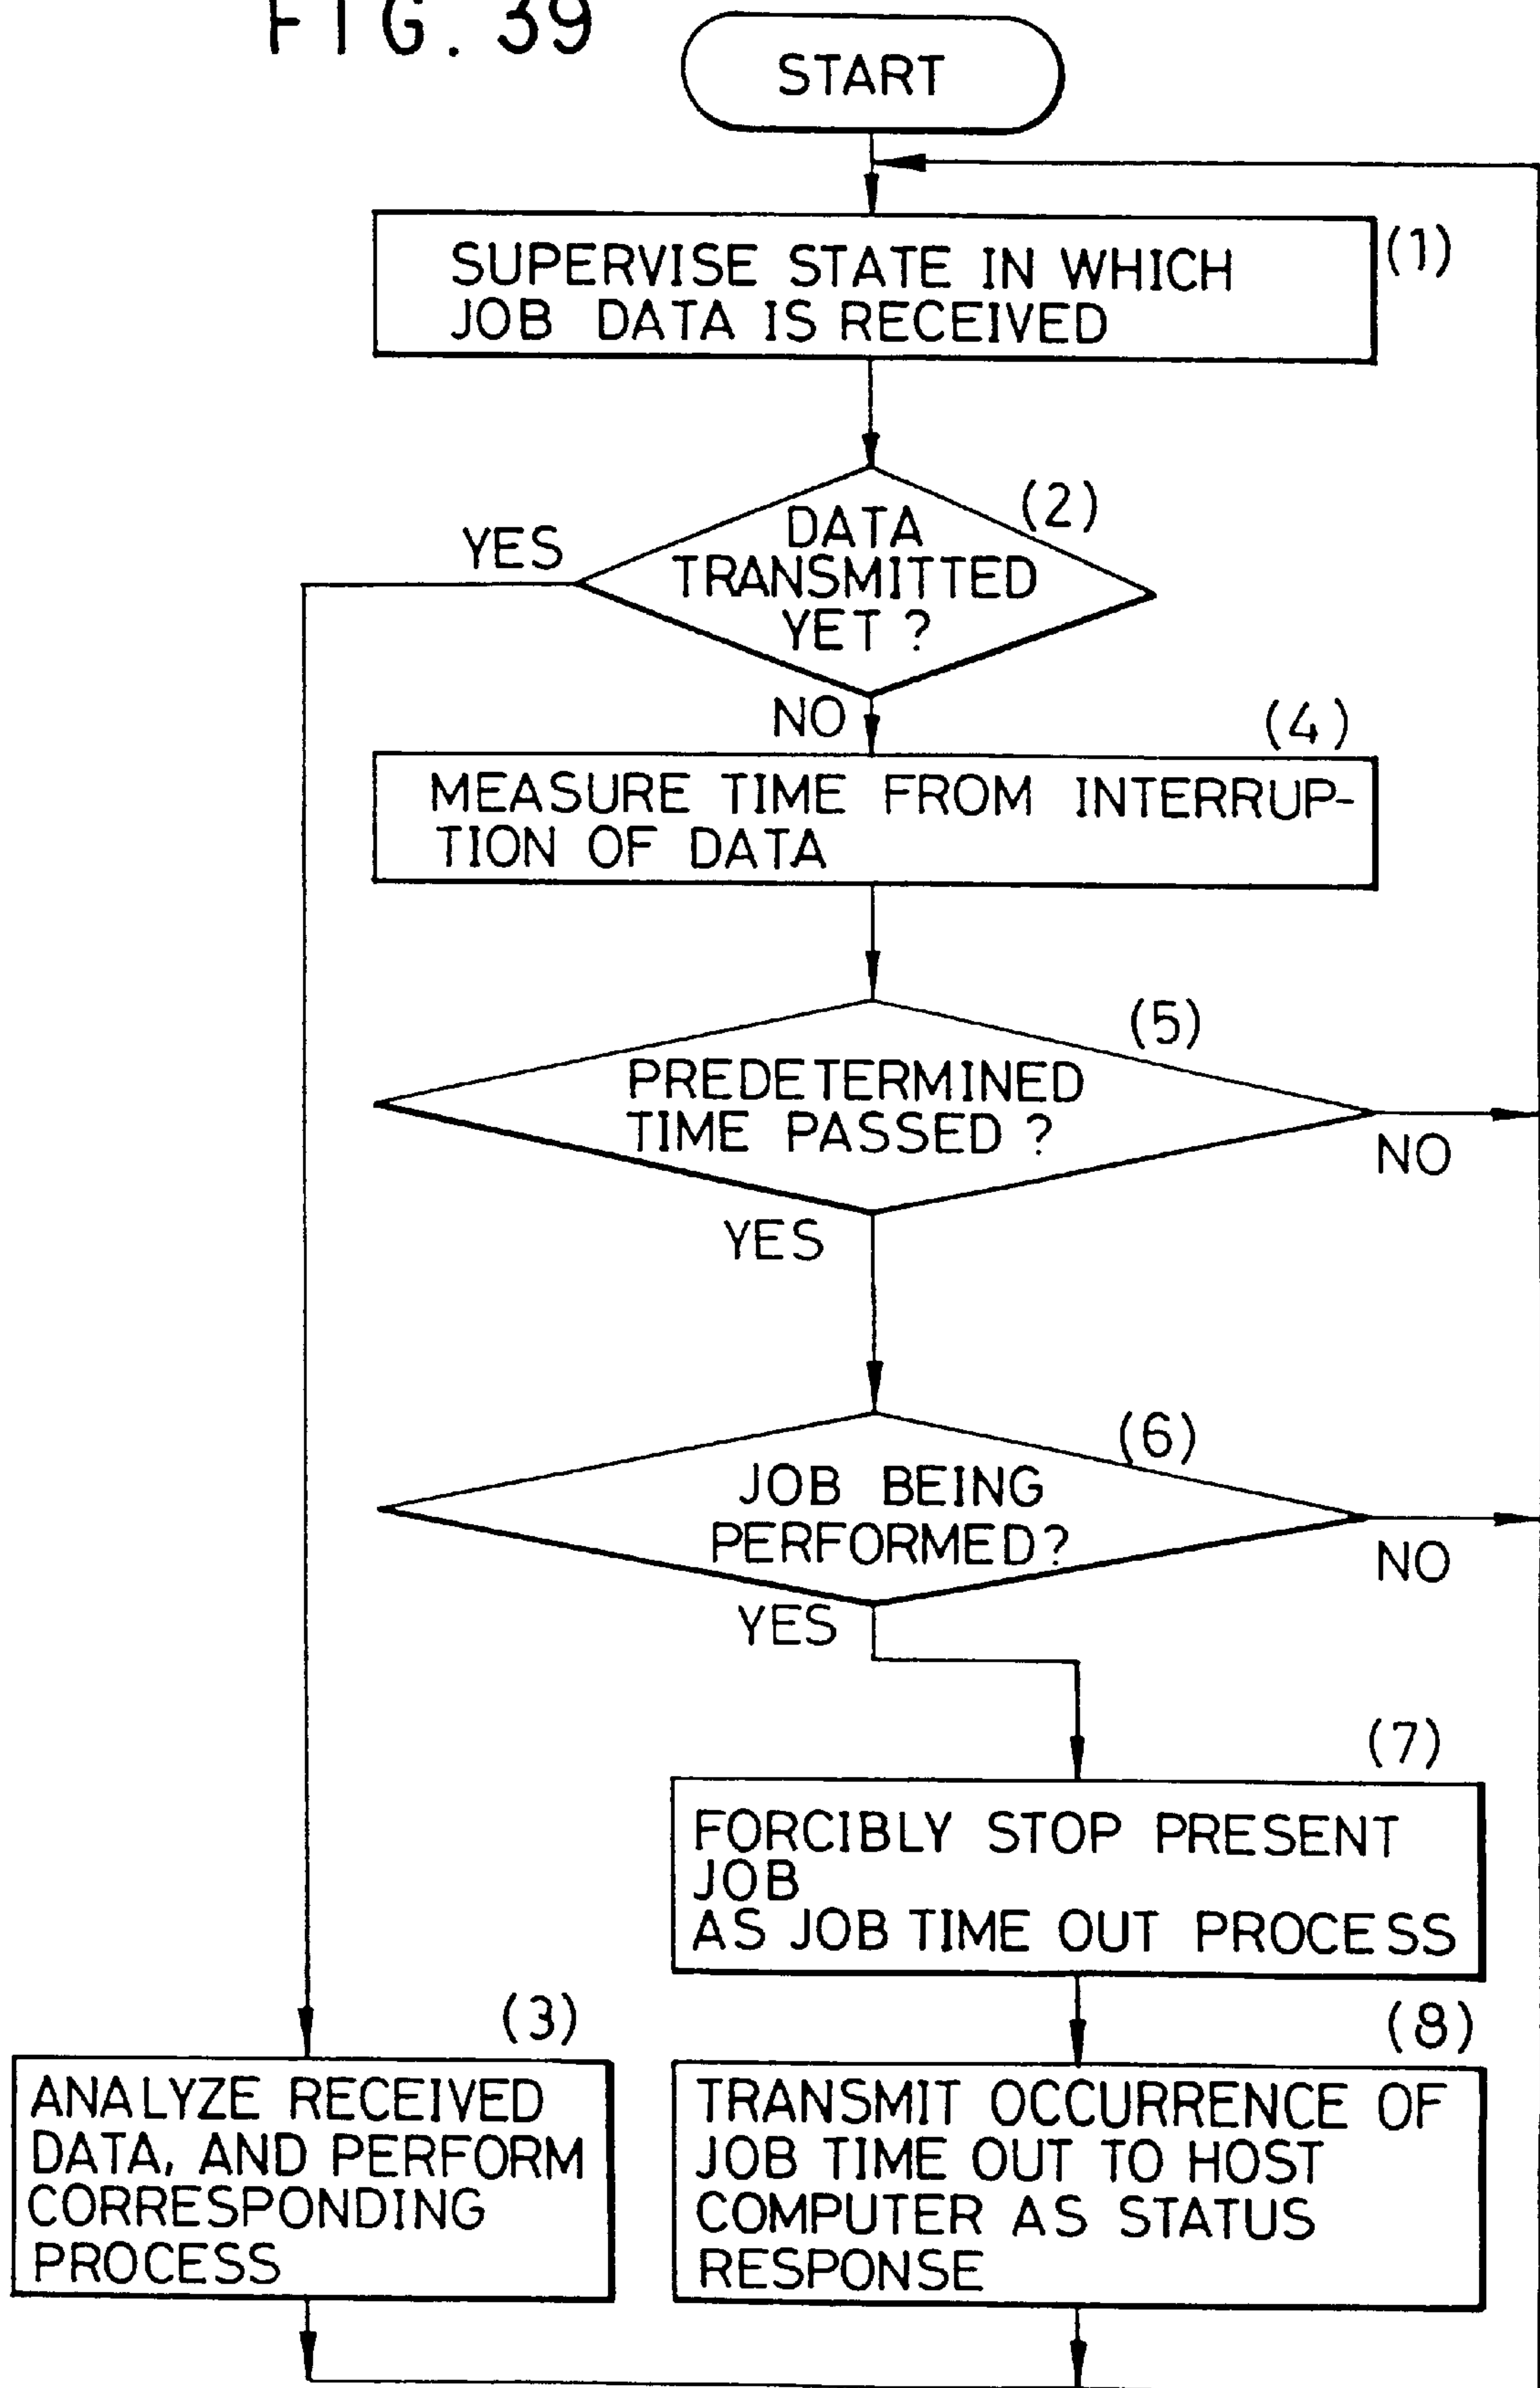 FIG. 39
START
SUPERVISE STATE IN WHICH
JOB DATA IS RECEIVED
(1)
(2)
DATA
TRANSMITTED
YET ?
YES
NO
(4)
MEASURE TIME FROM INTERRUP-
TION OF DATA
(5)
PREDETERMINED
TIME PASSED ?
NO
YES
(6)
JOB BEING
PERFORMED?
NO
YES
(7)
FORCIBLY STOP PRESENT
JOB
AS JOB TIME OUT PROCESS
(3)
ANALYZE RECEIVED
DATA, AND PERFORM
CORRESPONDING
PROCESS
(8)
TRANSMIT OCCURRENCE OF
JOB TIME OUT TO HOST
COMPUTER AS STATUS
RESPONSE